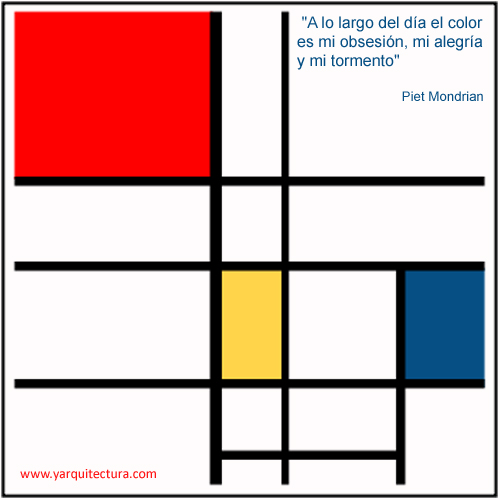 "A lo largo del día el color
es mi obsesión, mi alegría
y mi tormento"
Piet Mondrian
www.yarquitectura.com